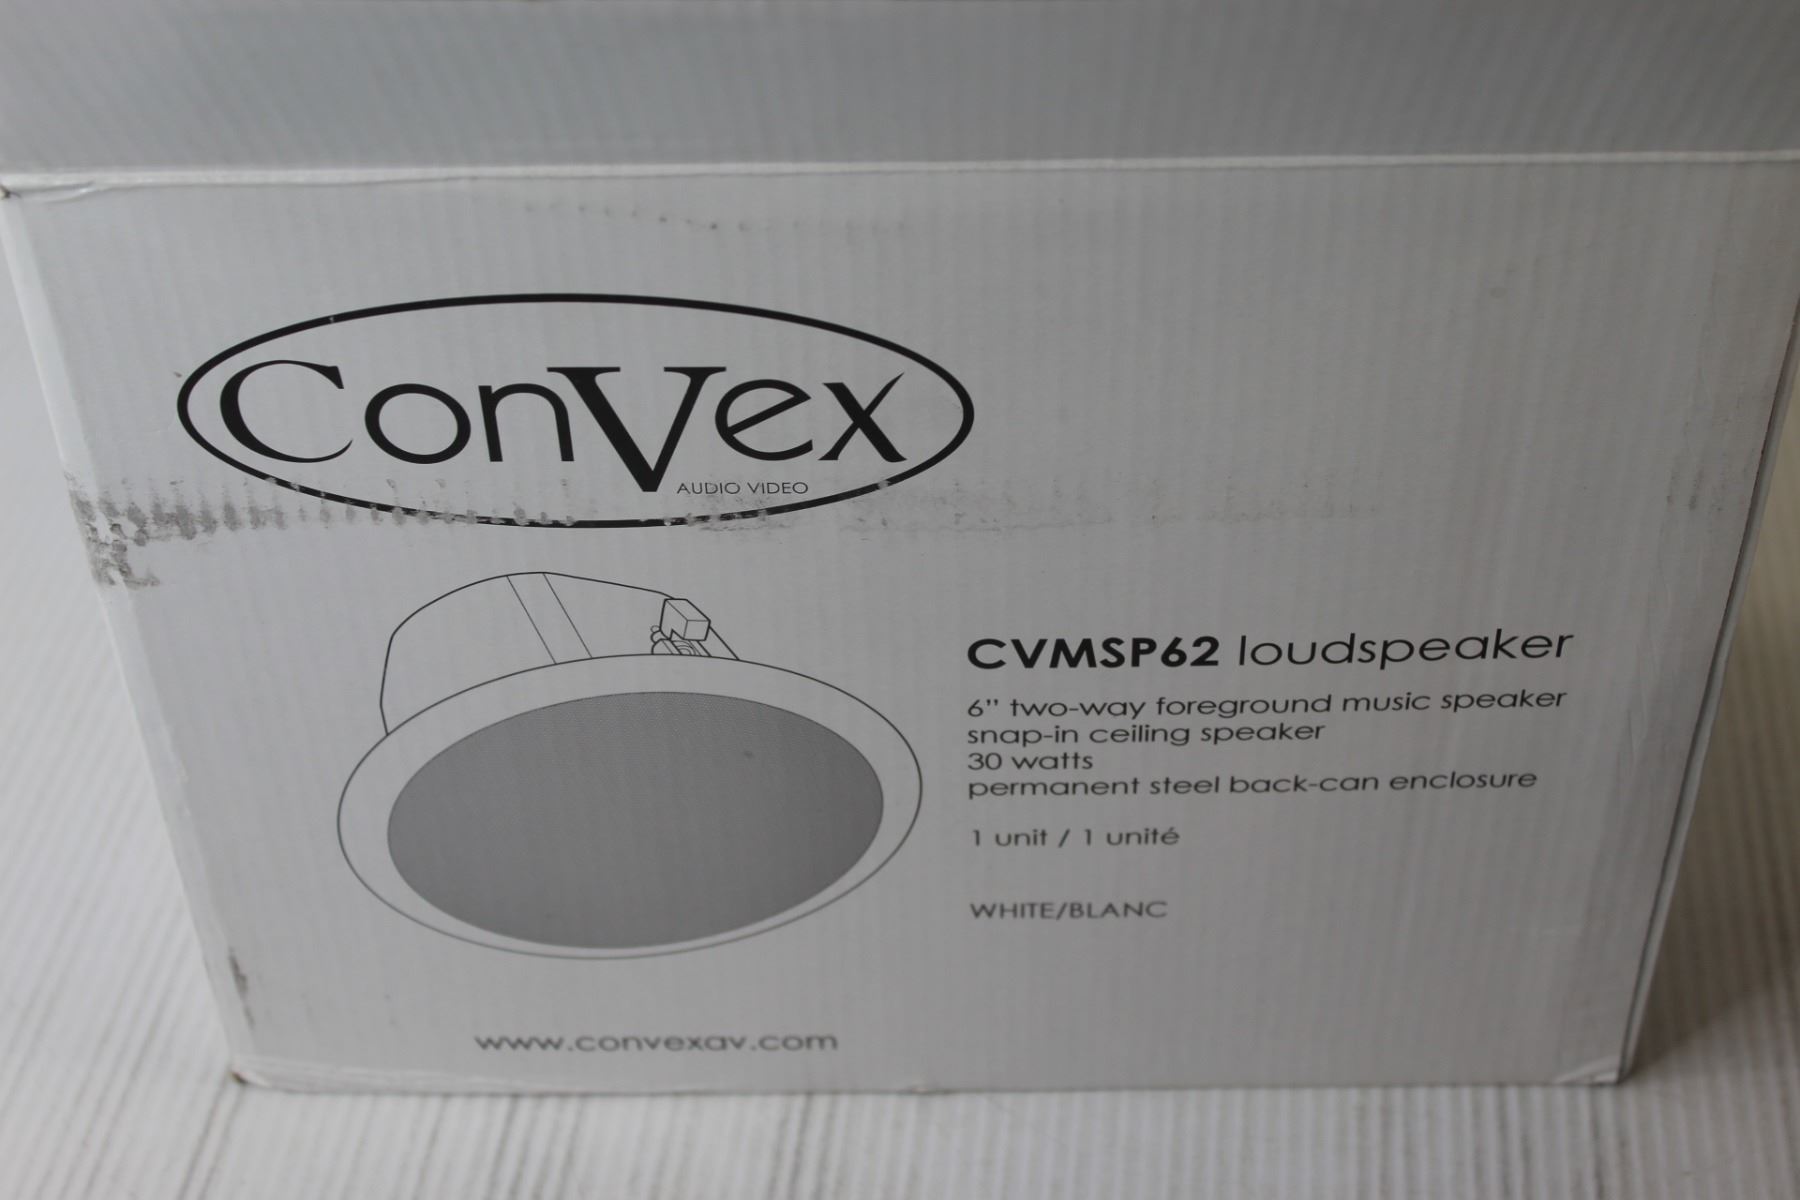 ConVex
AUDIO VIDEO
CVMSP62 loudspeaker
6" two-way foreground music speaker
snap-in ceiling speaker
30 watts
permanent steel back-can enclosure
1 unit / 1 unité
WHITE/BLANC
www.convexav.com